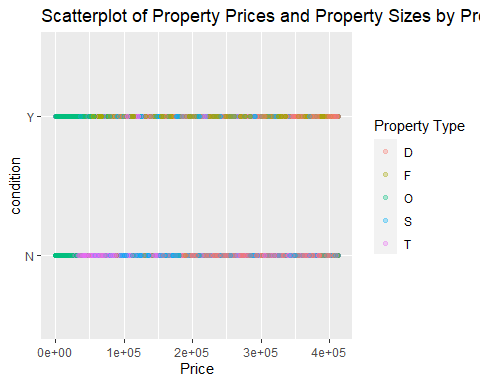 Scatterplot of Property Prices and Property Sizes by Pro
Y
N
condition
0e+00 1e+05 2e+05 3e+05 4e+05
Price
Property Type
D
F
O
S
T